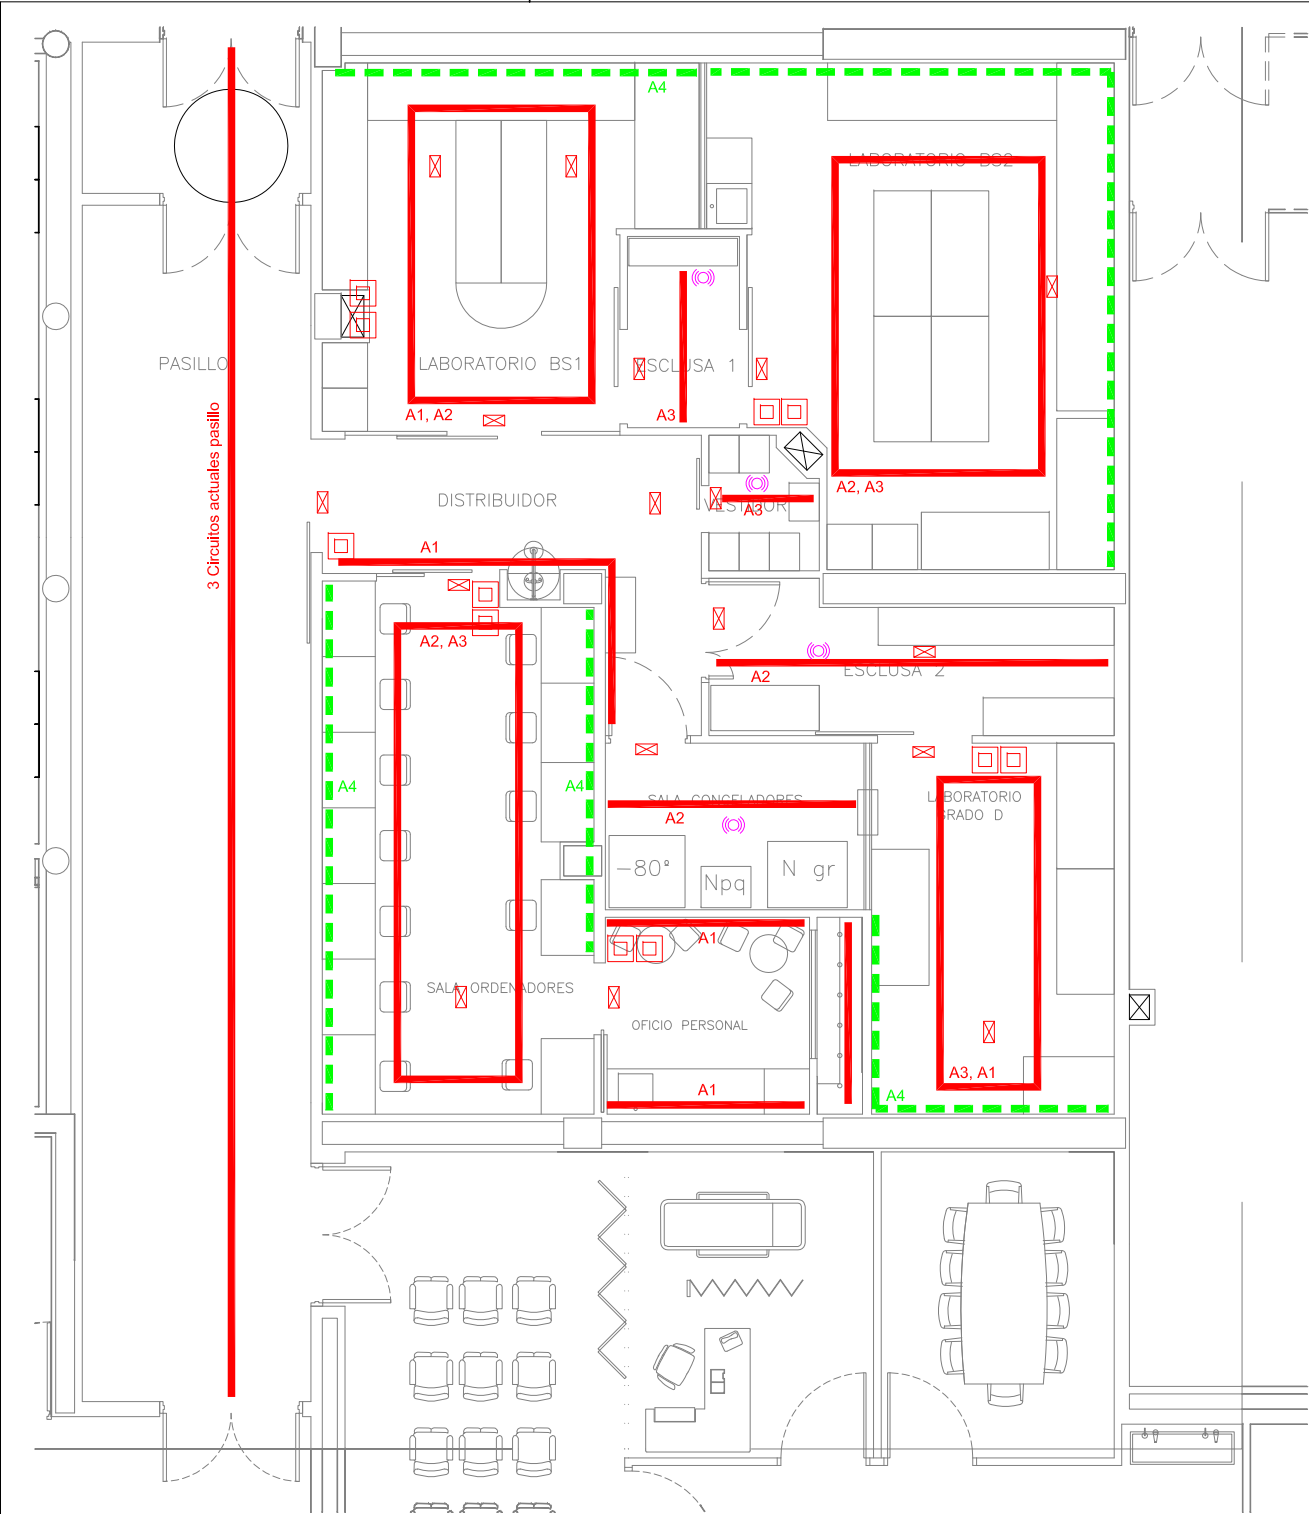 A4
LABORATORIO BS2
PASILLO
LABORATORIO BS1
ESCLUSA 1
A1, A2
A3
3 Circuitos actuales pasillo
A2, A3
DISTRIBUIDOR
VESTIDOR
A3
A1
A2, A3
ESCLUSA 2
A2
A4
A4
SALA CONGELADORES
A2
LABORATORIO
GRADO D
-80°
Npq
N gr
A1
SALA ORDENADORES
OFICIO PERSONAL
A3, A1
A1
A4